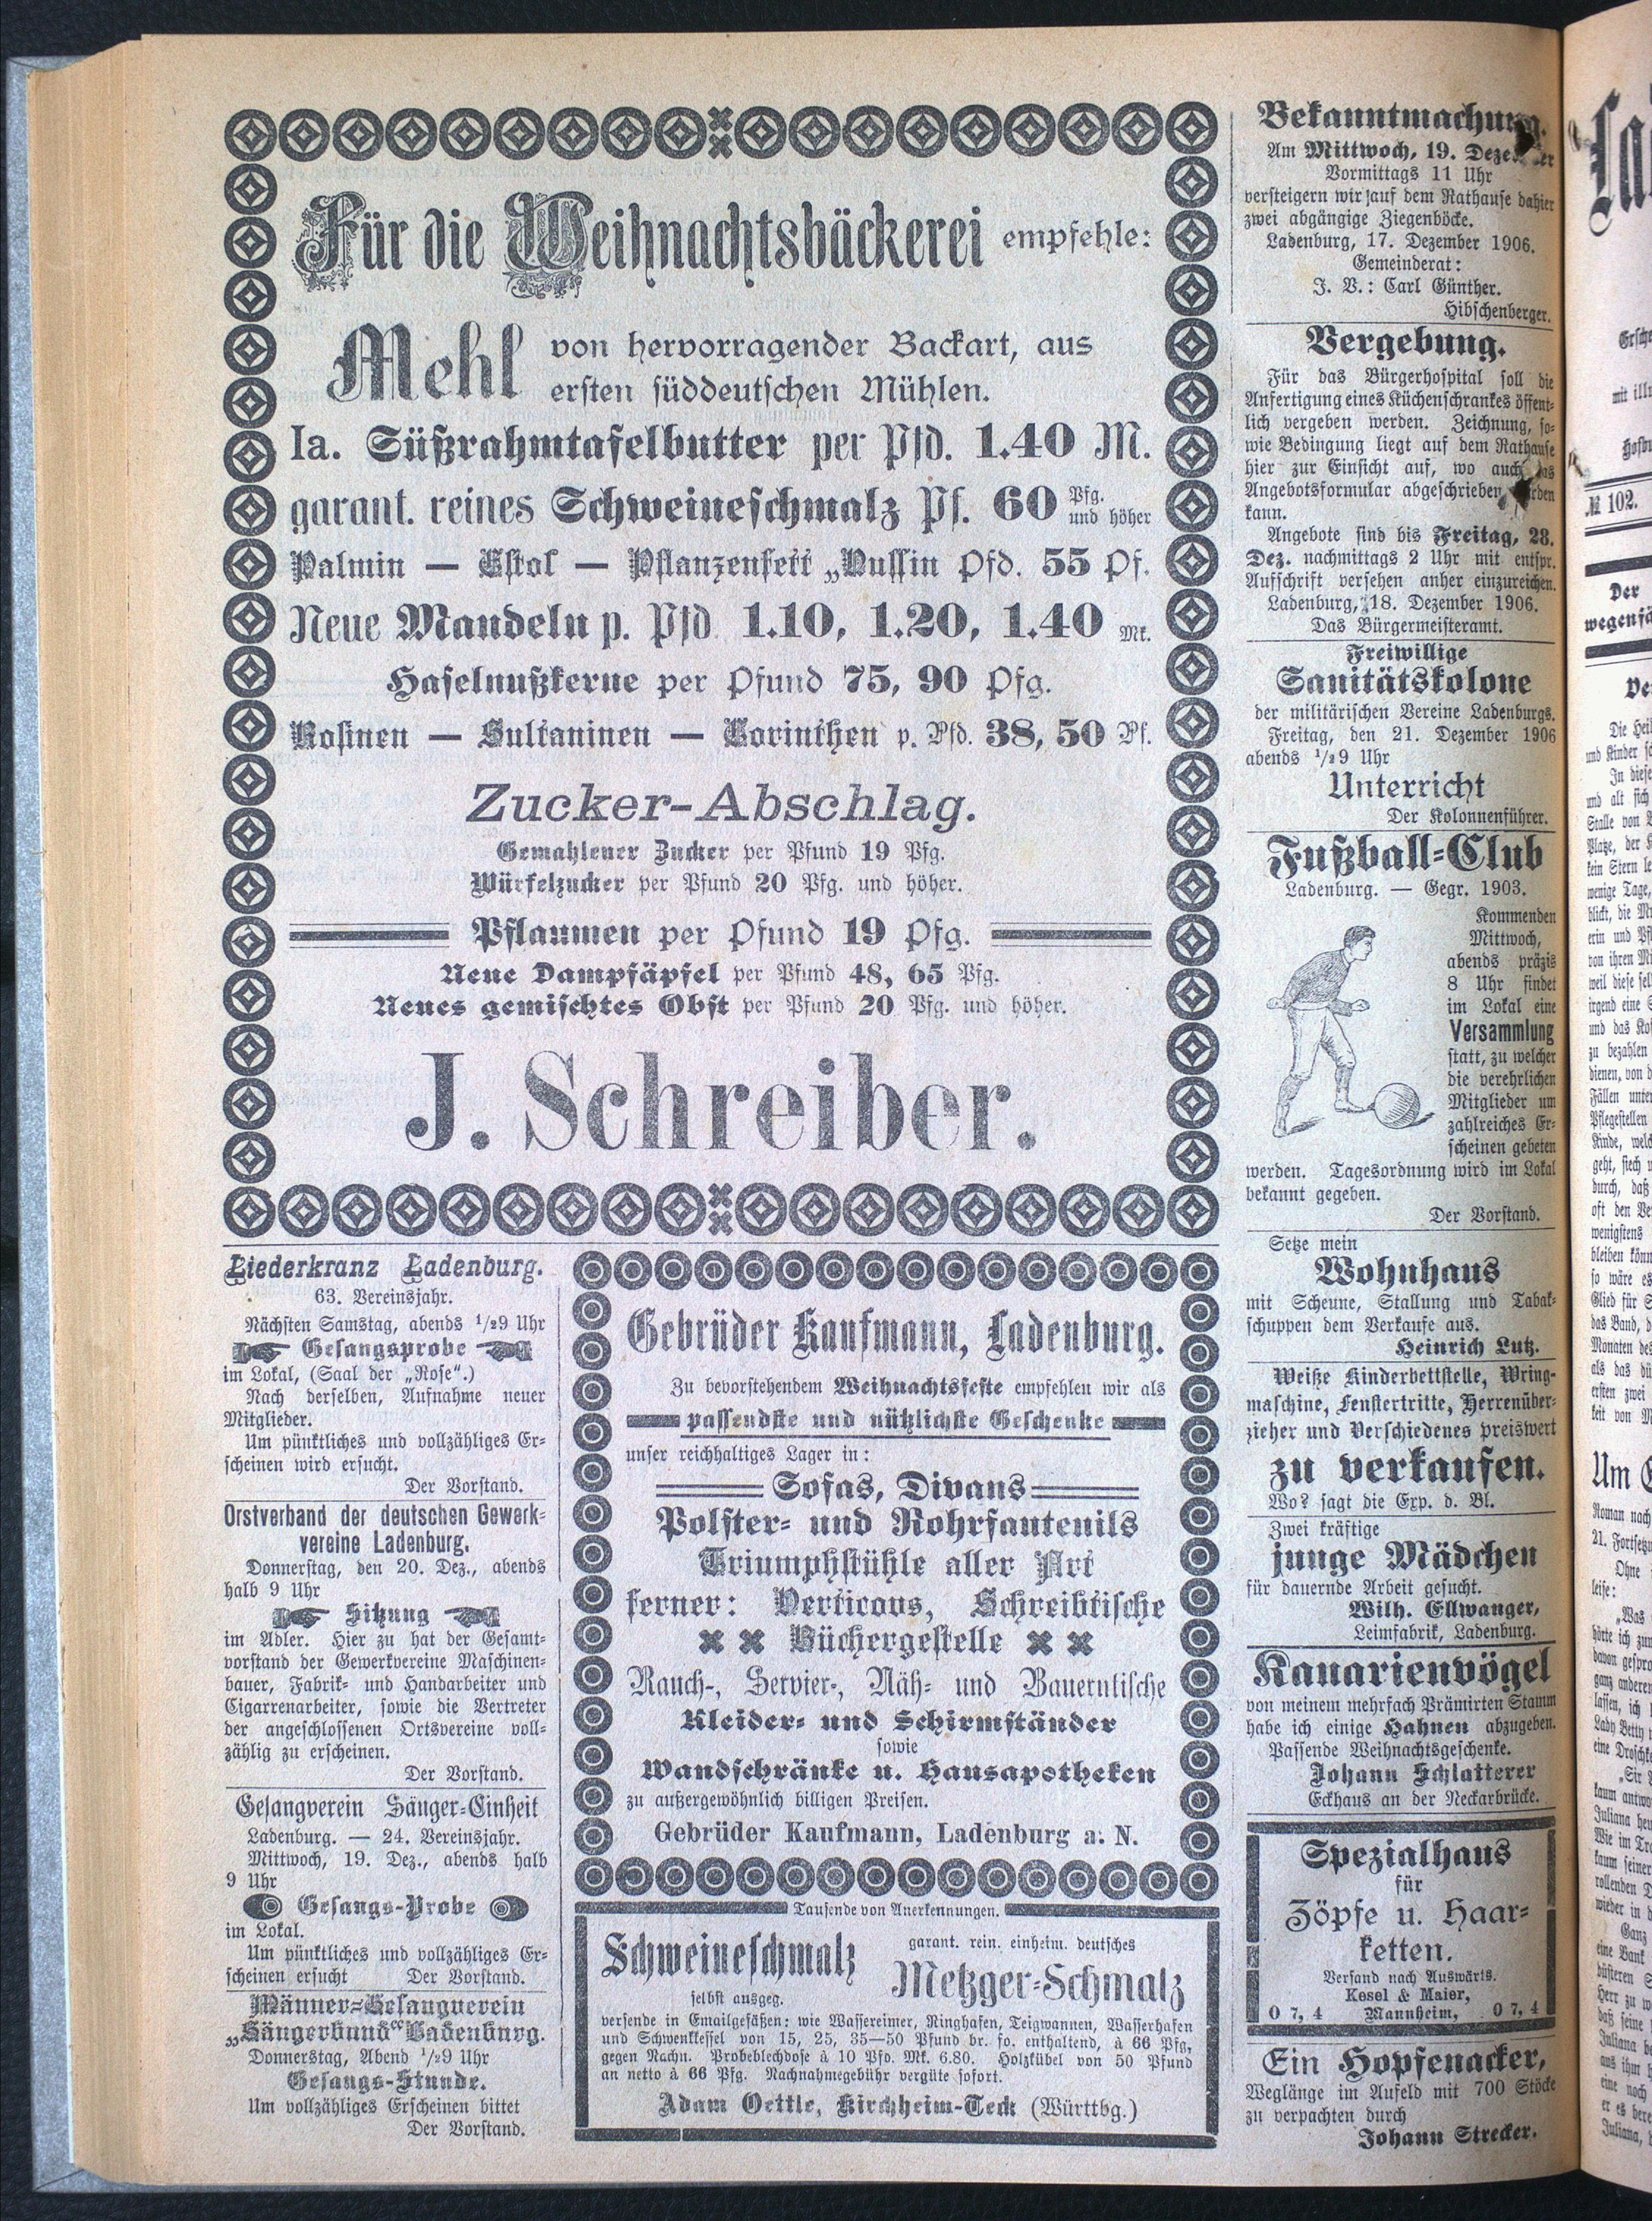 Für die Weihnachtsbäckerei empfehle:
Mehl von hervorragender Backart, aus
ersten süddeutschen Mühlen.
Ia. Süßrahmtafelbutter per Pfd. 1.40 M.
garant. reines Schweineschmalz Pf. 60 Pfg. und höher
Palmin — Estol — Pflanzenfett „Nussin Pfd. 55 Pf.
Neue Mandeln p. Pfd 1.10, 1.20, 1.40 Mk.
Haselnußkerne per Pfund 75, 90 Pfg.
Rosinen — Sultaninen — Corinthen p. Pfd. 38, 50 Pf.
Zucker-Abschlag.
Gemahlener Zucker per Pfund 19 Pfg.
Würfelzucker per Pfund 20 Pfg. und höher.
Pflaumen per Pfund 19 Pfg.
Neue Dampfäpfel per Pfund 48, 65 Pfg.
Neues gemischtes Obst per Pfund 20 Pfg. und höher.
J. Schreiber.
Liederkranz Ladenburg.
63. Vereinsjahr.
Nächsten Samstag, abends 1/29 Uhr
Gesangsprobe
im Lokal, (Saal der „Rose“.)
Nach derselben, Aufnahme neuer
Mitglieder.
Um pünktliches und vollzähliges Er-
scheinen wird ersucht.
Der Vorstand.
Orstverband der deutschen Gewerk-
vereine Ladenburg.
Donnerstag, den 20. Dez., abends
halb 9 Uhr
Sitzung
im Adler. Hier zu hat der Gesamt-
vorstand der Gewerkvereine Maschinen-
bauer, Fabrik- und Handarbeiter und
Cigarrenarbeiter, sowie die Vertreter
der angeschlossenen Ortsvereine voll-
zählig zu erscheinen.
Der Vorstand.
Gesangverein Sänger-Einheit
Ladenburg. — 24. Vereinsjahr.
Mittwoch, 19. Dez., abends halb
9 Uhr
Gesangs-Probe
im Lokal.
Um pünktliches und vollzähliges Er-
scheinen ersucht Der Vorstand.
Männer-Gesangverein
„Sängerbund“ Ladenburg.
Donnerstag, Abend 1/29 Uhr
Gesangs-Stunde.
Um vollzähliges Erscheinen bittet
Der Vorstand.
Gebrüder Kaufmann, Ladenburg.
Zu bevorstehendem Weihnachtsfeste empfehlen wir als
passendste und nützlichste Geschenke
unser reichhaltiges Lager in:
Sofas, Divans
Polster- und Rohrfauteuils
Triumphstühle aller Art
ferner: Verticovs, Schreibtische
Büchergestelle
Rauch-, Servier-, Näh- und Bauerntische
Kleider- und Schirmständer
sowie
Wandschränke u. Hausapotheken
zu außergewöhnlich billigen Preisen.
Gebrüder Kaufmann, Ladenburg a. N.
Tausende von Anerkennungen.
Schweineschmalz garant. rein. einheim. deutsches
selbst ausgeg. Metzger-Schmalz
versende in Emailgefäßen: wie Wassereimer, Ringhafen, Teigwannen, Wasserhafen
und Schwenkkessel von 15, 25, 35—50 Pfund br. fo. enthaltend, à 66 Pfg,
gegen Nachn. Probeblechdose à 10 Pfd. Mk. 6.80. Holzkübel von 50 Pfund
an netto à 66 Pfg. Nachnahmegebühr vergüte sofort.
Adam Oettle, Kirchheim-Teck (Württbg.)
Bekanntmachung.
Am Mittwoch, 19. Dezember
Vormittags 11 Uhr
versteigern wir auf dem Rathause dahier
zwei abgängige Ziegenböcke.
Ladenburg, 17. Dezember 1906.
Gemeinderat:
J. V.: Carl Günther.
Hibschenberger.
Vergebung.
Für das Bürgerhospital soll die
Anfertigung eines Küchenschrankes öffent-
lich vergeben werden. Zeichnung, so-
wie Bedingung liegt auf dem Rathause
hier zur Einsicht auf, wo auch das
Angebotsformular abgeschrieben werden
kann.
Angebote sind bis Freitag, 28.
Dez. nachmittags 2 Uhr mit entspr.
Aufschrift versehen anher einzureichen.
Ladenburg, 18. Dezember 1906.
Das Bürgermeisteramt.
Freiwillige
Sanitätskolone
der militärischen Vereine Ladenburgs.
Freitag, den 21. Dezember 1906
abends 1/29 Uhr
Unterricht
Der Kolonnenführer.
Fußball-Club
Ladenburg. — Gegr. 1903.
Kommenden
Mittwoch,
abends präzis
8 Uhr findet
im Lokal eine
Versammlung
statt, zu welcher
die verehrlichen
Mitglieder um
zahlreiches Er-
scheinen gebeten
werden. Tagesordnung wird im Lokal
bekannt gegeben.
Der Vorstand.
Setze mein
Wohnhaus
mit Scheune, Stallung und Tabak-
schuppen dem Verkaufe aus.
Heinrich Lutz.
Weiße Kinderbettstelle, Wring-
maschine, Fenstertritte, Herrenüber-
zieher und Verschiedenes preiswert
zu verkaufen.
Wo? sagt die Exp. d. Bl.
Zwei kräftige
junge Mädchen
für dauernde Arbeit gesucht.
Wilh. Ellwanger,
Leimfabrik, Ladenburg.
Kanarienvögel
von meinem mehrfach Prämirten Stamm
habe ich einige Hahnen abzugeben.
Passende Weihnachtsgeschenke.
Johann Schlatterer
Eckhaus an der Neckarbrücke.
Spezialhaus
für
Zöpfe u. Haar-
ketten.
Versand nach Auswärts.
Kesel & Maier,
O 7, 4 Mannheim, O 7, 4
Ein Hopfenacker,
Weglänge im Aufeld mit 700 Stöcke
zu verpachten durch
Johann Strecker.
№ 102.